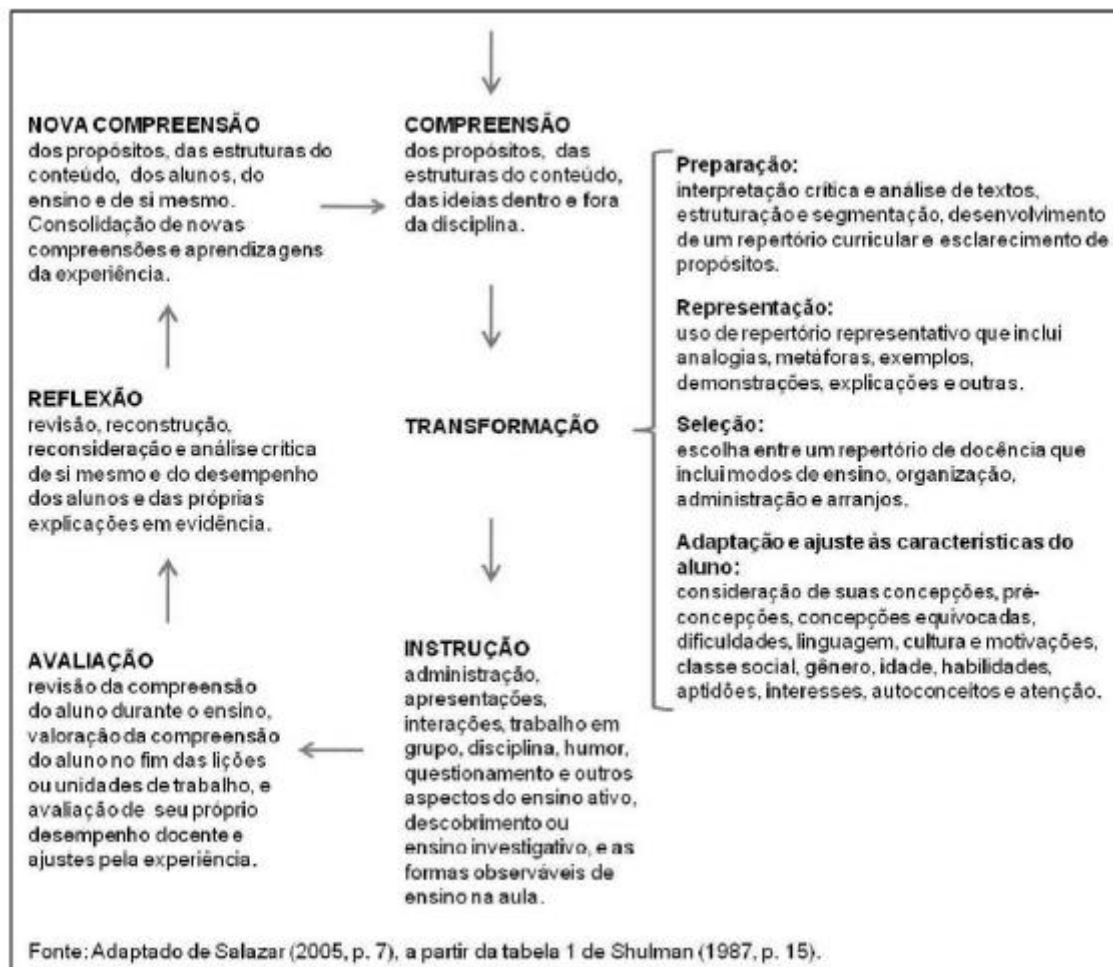 NOVA COMPREENSÃO
dos propósitos, das estruturas do
conteúdo, dos alunos, do
ensino e de si mesmo.
Consolidação de novas
compreensões e aprendizagens
da experiência.
COMPREENSÃO
dos propósitos, das
estruturas do conteúdo,
das ideias dentro e fora
da disciplina.
TRANSFORMAÇÃO
Preparação:
interpretação crítica e análise de textos,
estruturação e segmentação, desenvolvimento
de um repertório curricular e esclarecimento de
propósitos.
Representação:
uso de repertório representativo que inclui
analogias, metáforas, exemplos,
demonstrações, explicações e outras.
Seleção:
escolha entre um repertório de docência que
inclui modos de ensino, organização,
administração e arranjos.
Adaptação e ajuste às características do
aluno:
consideração de suas concepções, pré-
concepções, concepções equivocadas,
dificuldades, linguagem, cultura e motivações,
classe social, gênero, idade, habilidades,
aptidões, interesses, autoconceitos e atenção.
INSTRUÇÃO
administração,
apresentações,
interações, trabalho em
grupo, disciplina, humor,
questionamento e outros
aspectos do ensino ativo,
descobrimento ou
ensino investigativo, e as
formas observáveis de
ensino na aula.
AVALIAÇÃO
revisão da compreensão
do aluno durante o ensino,
valoração da compreensão
do aluno no fim das lições
ou unidades de trabalho, e
avaliação de seu próprio
desempenho docente e
ajustes pela experiência.
REFLEXÃO
revisão, reconstrução,
reconsideração e análise crítica
de si mesmo e do desempenho
dos alunos e das próprias
explicações em evidência.
Fonte: Adaptado de Salazar (2005, p. 7), a partir da tabela 1 de Shulman (1987, p. 15).